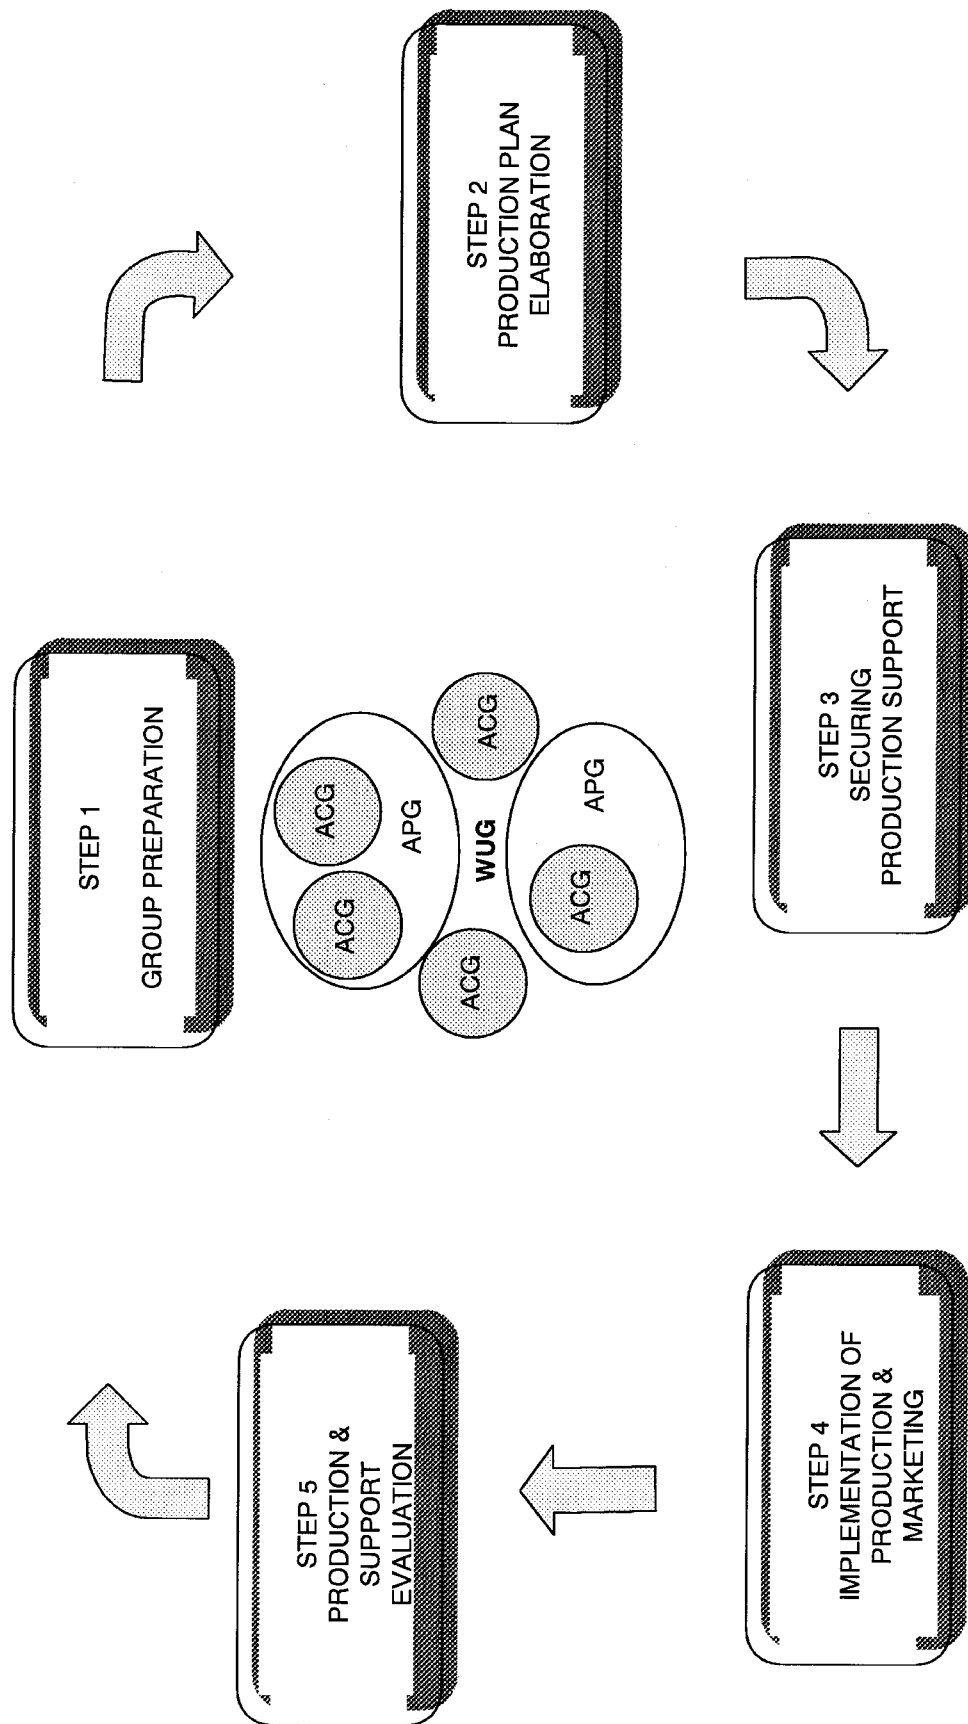 STEP 1
GROUP PREPARATION
STEP 2
PRODUCTION PLAN
ELABORATION
STEP 3
SECURING
PRODUCTION SUPPORT
STEP 4
IMPLEMENTATION OF
PRODUCTION &
MARKETING
STEP 5
PRODUCTION &
SUPPORT
EVALUATION
ACG
ACG
APG
ACG
WUG
ACG
ACG
APG